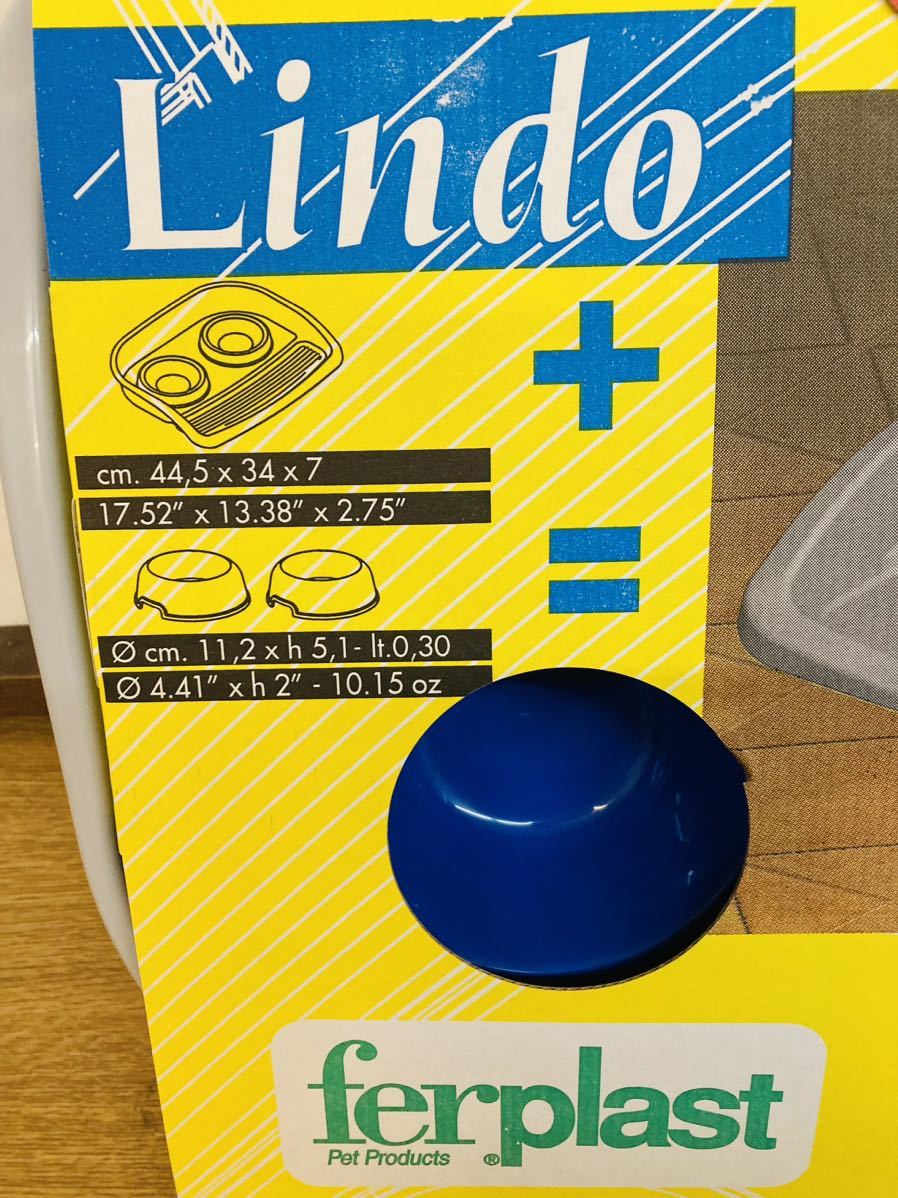 Lindo
+
cm. 44,5 x 34 x 7
17.52" x 13.38" x 2.75"
=
Ø cm. 11,2 x h 5,1- lt.0,30
Ø 4.41" x h 2" - 10.15 oz
ferplast
Pet Products ®